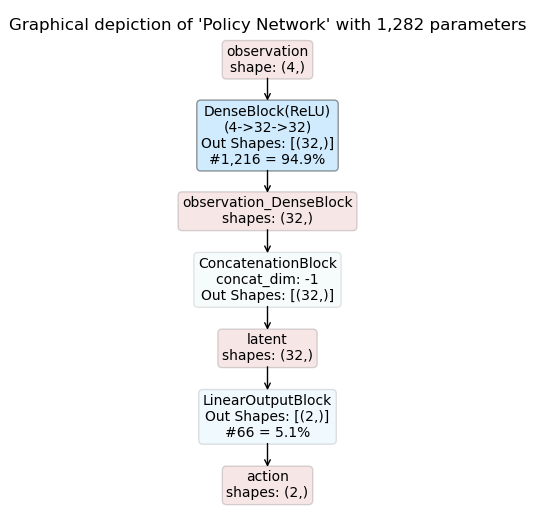 Graphical depiction of 'Policy Network' with 1,282 parameters
observation
shape: (4,)
DenseBlock(ReLU)
(4->32->32)
Out Shapes: [(32,)]
#1,216 = 94.9%
observation_DenseBlock
shapes: (32,)
ConcatenationBlock
concat_dim: -1
Out Shapes: [(32,)]
latent
shapes: (32,)
LinearOutputBlock
Out Shapes: [(2,)]
#66 = 5.1%
action
shapes: (2,)